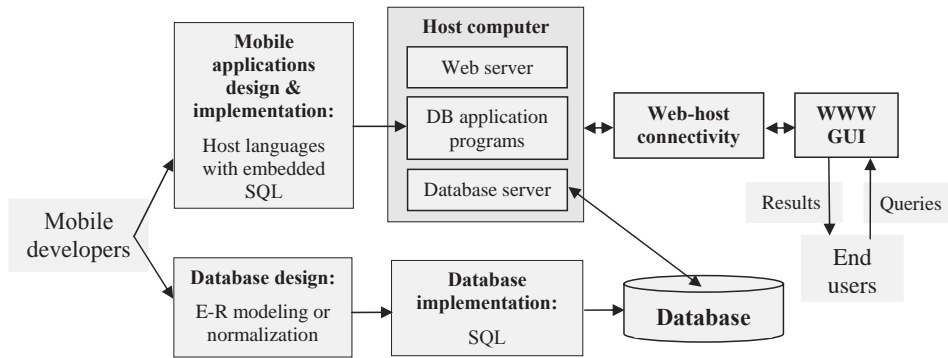 Mobile
applications
design &
implementation:
Host languages
with embedded
SQL
Host computer
Web server
DB application
programs
Database server
Web-host
connectivity
WWW
GUI
Results
Queries
End
users
Mobile
developers
Database design:
E-R modeling or
normalization
Database
implementation:
SQL
Database